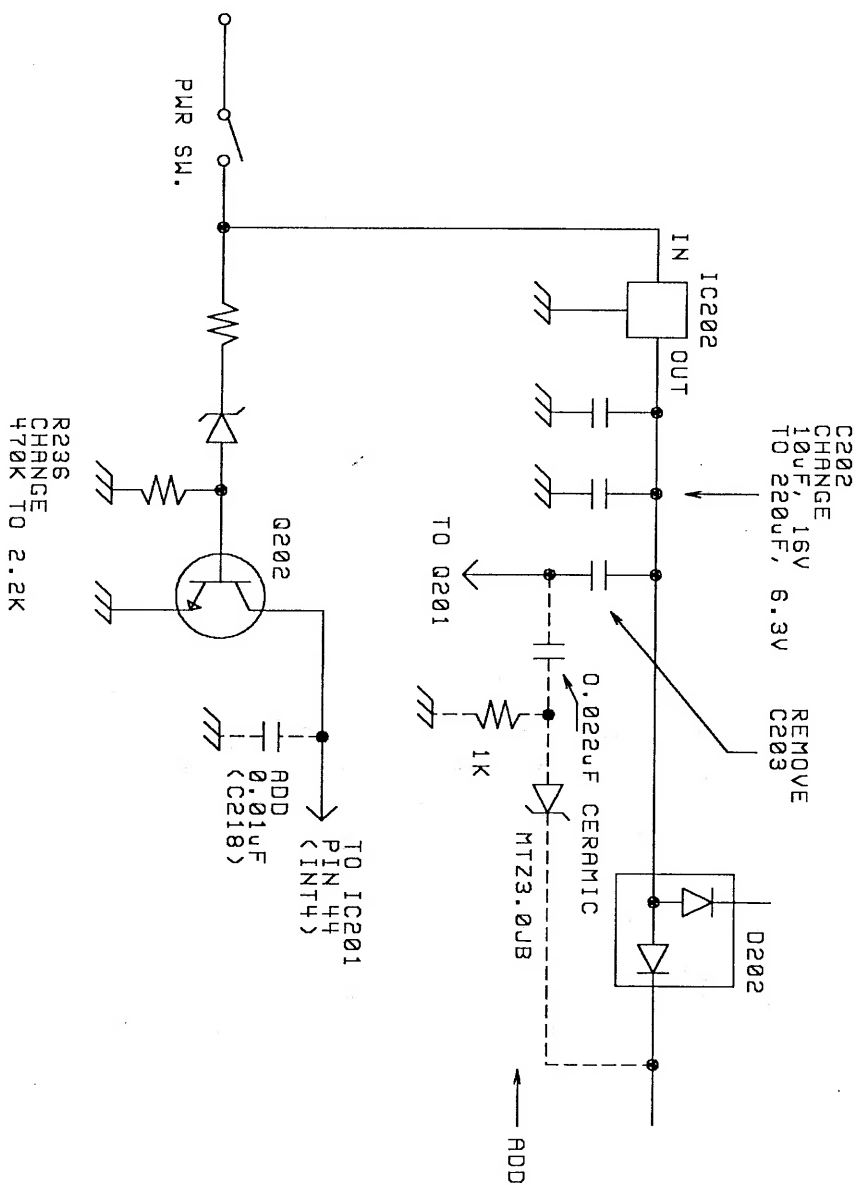 PWR SW.
IN
IC202
OUT
C202
CHANGE
10uF, 16V
TO 220uF, 6.3V
REMOVE
C203
D202
TO Q201
0.022uF CERAMIC
1K
MTZ3.0JB
ADD
R236
CHANGE
470K TO 2.2K
Q202
ADD
0.01uF
(C218)
TO IC201
PIN 44
(INT4)